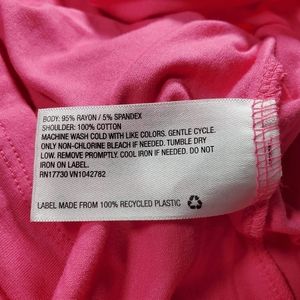 BODY: 95% RAYON / 5% SPANDEX
SHOULDER: 100% COTTON
MACHINE WASH COLD WITH LIKE COLORS. GENTLE CYCLE.
ONLY NON-CHLORINE BLEACH IF NEEDED. TUMBLE DRY
LOW. REMOVE PROMPTLY. COOL IRON IF NEEDED. DO NOT
IRON ON LABEL.
RN17730 VN1042782
LABEL MADE FROM 100% RECYCLED PLASTIC